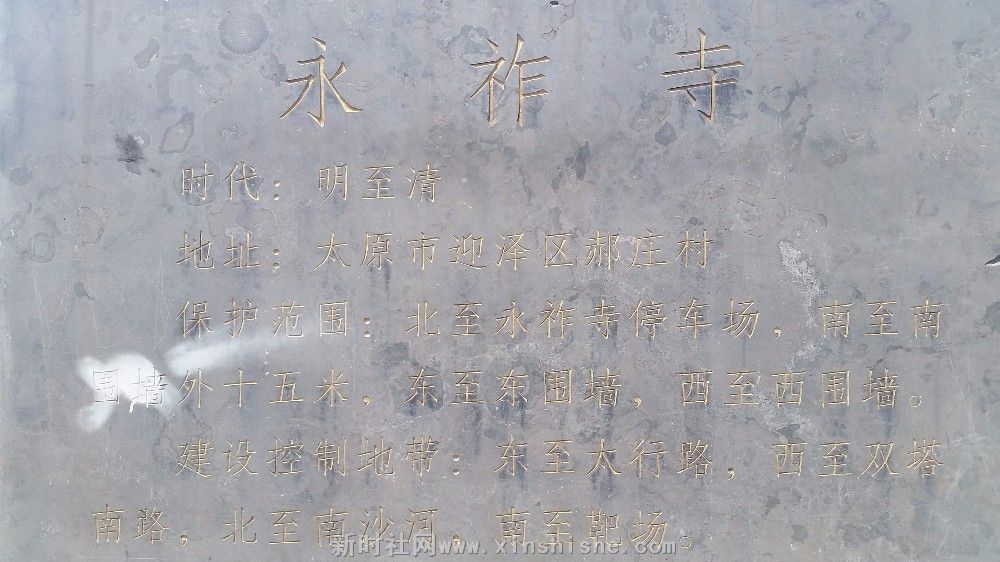 永祚寺
时代：明至清
地址：太原市迎泽区郝庄村
保护范围：北至永祚寺停车场，南至南
围墙外十五米，东至东围墙，西至西围墙。
建设控制地带：东至太行路，西至双塔
南路，北至南沙河，南至靶场。
新时社网www.xinshishe.com